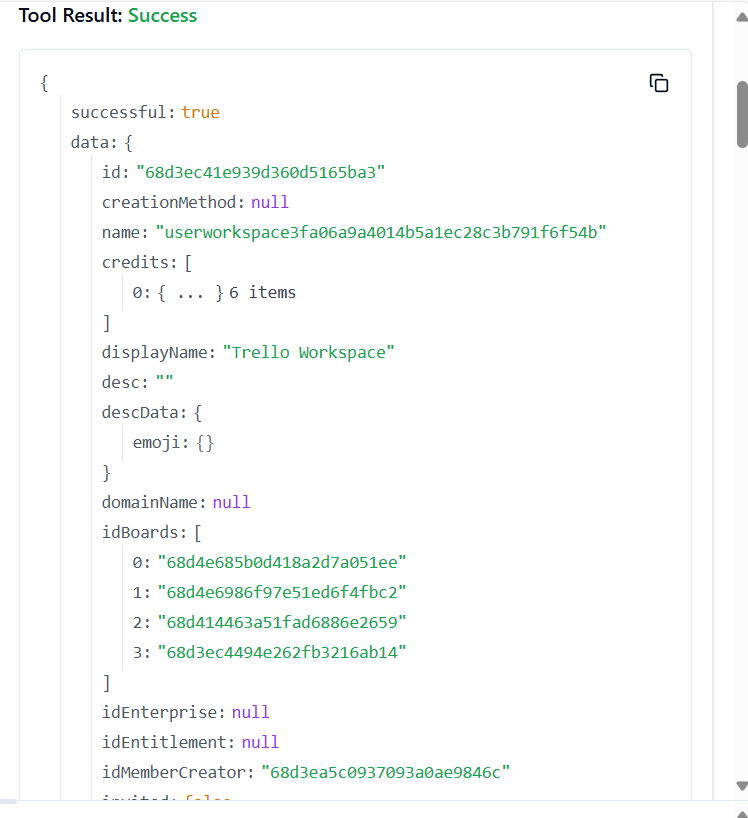 Tool Result: Success
{
successful: true
data: {
id: "68d3ec41e939d360d5165ba3"
creationMethod: null
name: "userworkspace3fa06a9a4014b5a1ec28c3b791f6f54b"
credits: [
0: { ... } 6 items
]
displayName: "Trello Workspace"
desc: ""
descData: {
emoji: {}
}
domainName: null
idBoards: [
0: "68d4e685b0d418a2d7a051ee"
1: "68d4e6986f97e51ed6f4fbc2"
2: "68d414463a51fad6886e2659"
3: "68d3ec4494e262fb3216ab14"
]
idEnterprise: null
idEntitlement: null
idMemberCreator: "68d3ea5c0937093a0ae9846c"
invited: false